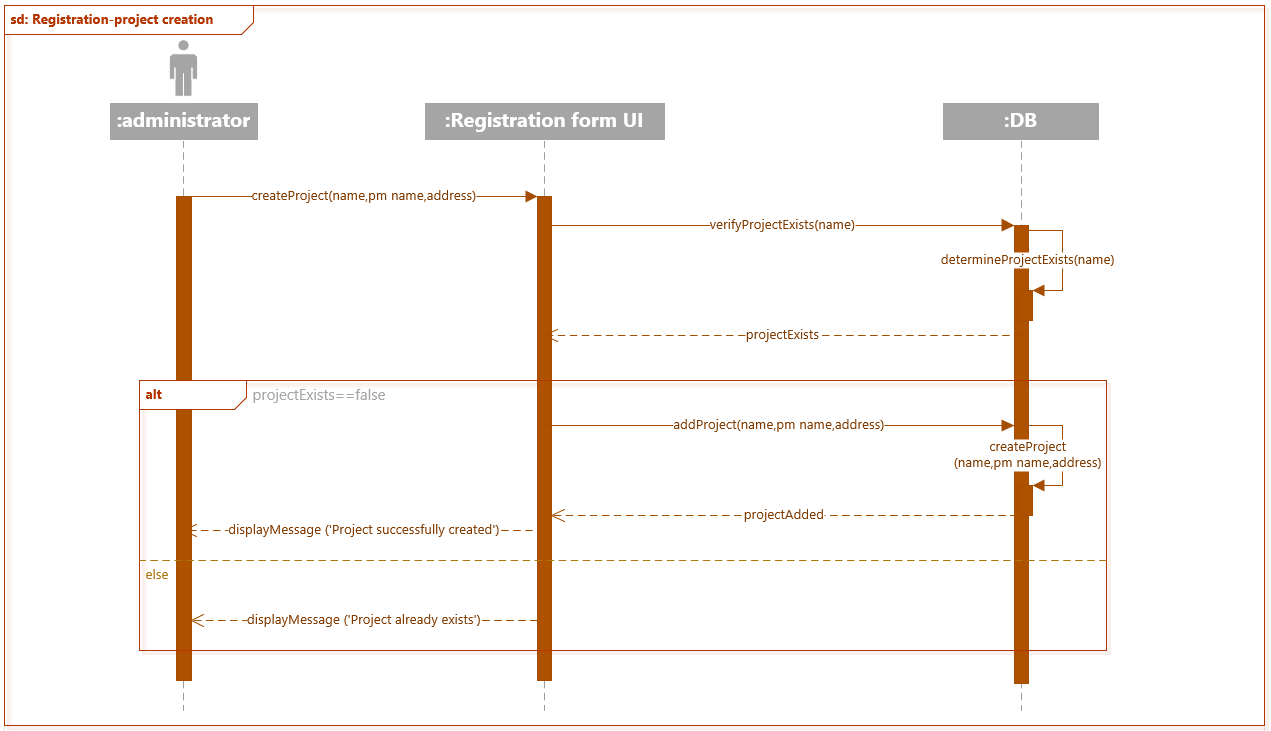 sd: Registration-project creation
:administrator
:Registration form UI
:DB
createProject(name,pm name,address)
verifyProjectExists(name)
determineProjectExists(name)
projectExists
alt
projectExists==false
addProject(name,pm name,address)
createProject
(name,pm name,address)
projectAdded
displayMessage ('Project successfully created')
else
displayMessage ('Project already exists')